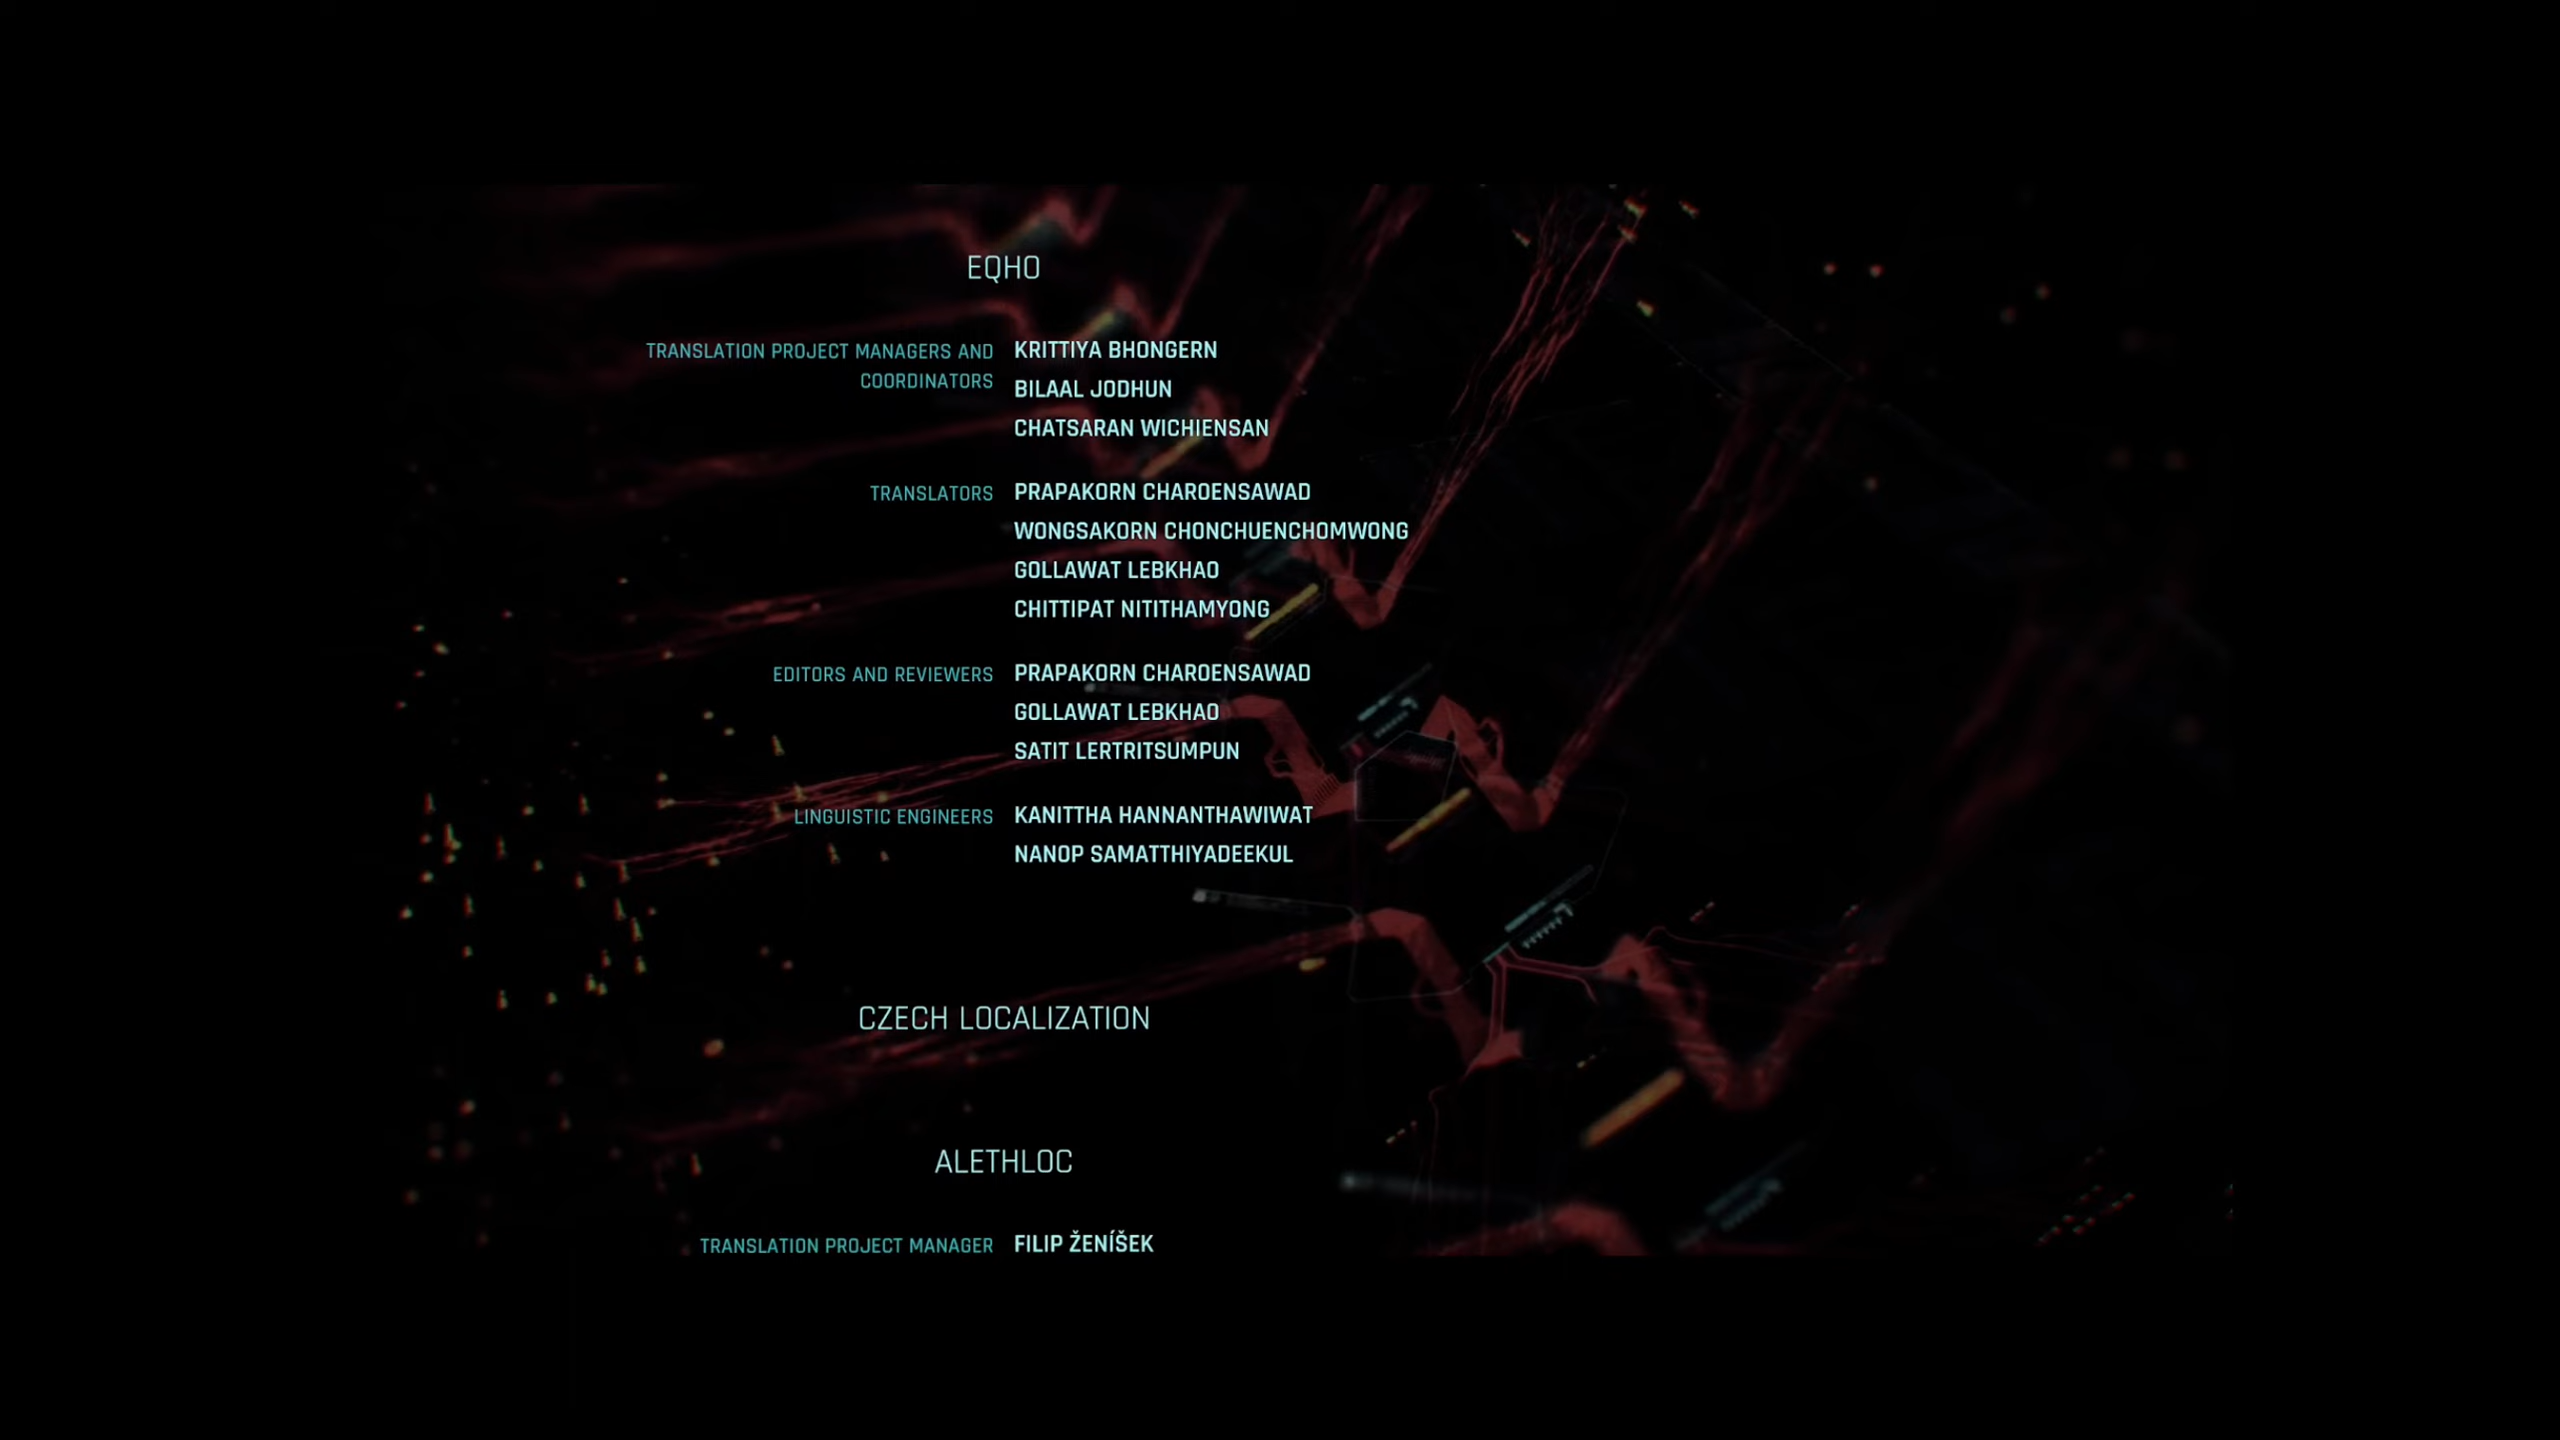 EQHO
TRANSLATION PROJECT MANAGERS AND COORDINATORS
KRITTIYA BHONGERN
BILAAL JODHUN
CHATSARAN WICHIENSAN
TRANSLATORS
PRAPAKORN CHAROENSAWAD
WONGSAKORN CHONCHUENCHOMWONG
GOLLAWAT LEBKHAO
CHITTIPAT NITITHAMYONG
EDITORS AND REVIEWERS
PRAPAKORN CHAROENSAWAD
GOLLAWAT LEBKHAO
SATIT LERTRITSUMPUN
LINGUISTIC ENGINEERS
KANITTHA HANNANTHAWIWAT
NANOP SAMATTHIYADEEKUL
CZECH LOCALIZATION
ALETHLOC
TRANSLATION PROJECT MANAGER
FILIP ŽENÍŠEK